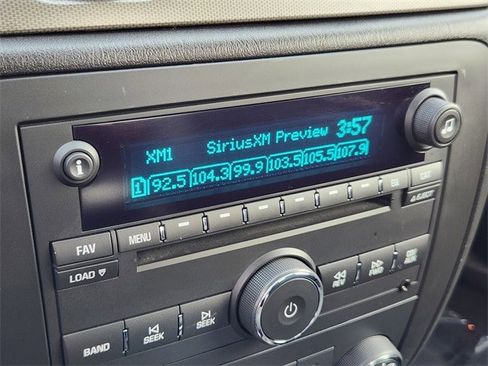 XM1 SiriusXM Preview 3:57
1 92.5 104.3 99.9 103.5 105.5 107.9
i
FAV MENU CAT EJECT
LOAD
REV FWD
BAND SEEK SEEK